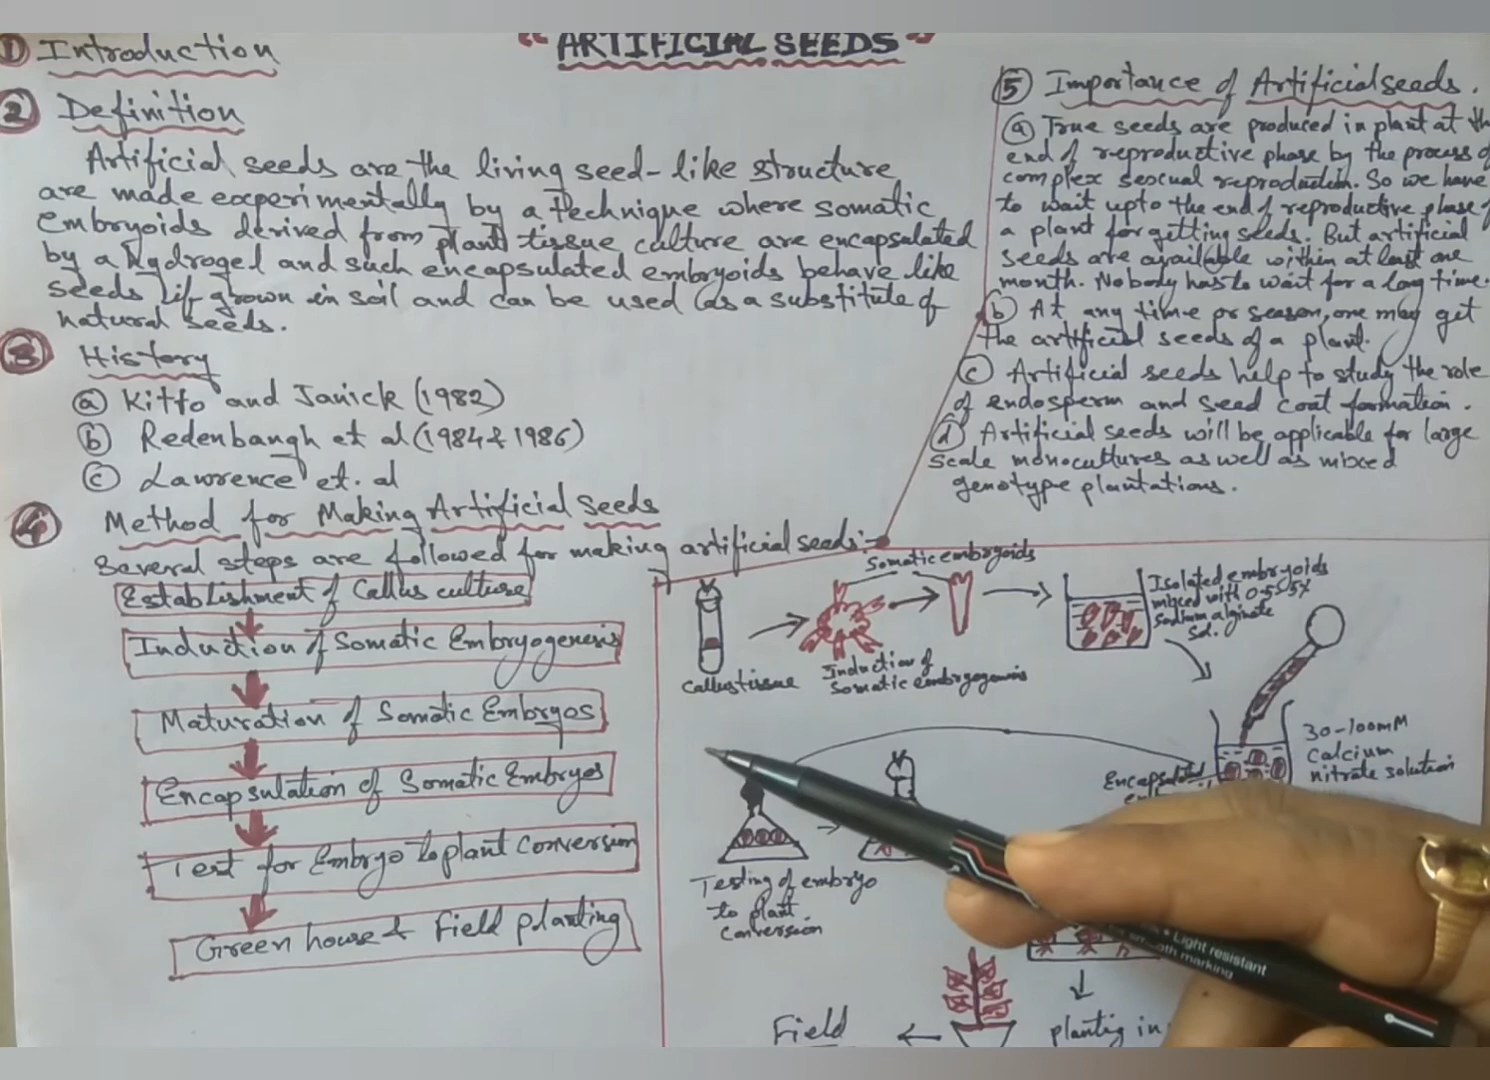 " ARTIFICIAL SEEDS "
① Introduction
② Definition
Artificial seeds are the living seed-like structure
are made experimentally by a technique where somatic
embryoids derived from plant tissue culture are encapsulated
by a hydrogel and such encapsulated embryoids behave like
seeds if grown in soil and can be used as a substitute of
natural seeds.
③ History
ⓐ Kitto and Janick (1982)
ⓑ Redenbangh et al (1984 & 1986)
ⓒ Lawrence et. al
④ Method for Making Artificial Seeds
Several steps are followed for making artificial seeds:-
Establishment of Callus culture
Induction of Somatic Embryogenesis
Maturation of Somatic Embryos
Encapsulation of Somatic Embryos
Test for Embryo to plant conversion
Green house & Field planting
⑤ Importance of Artificial seeds.
ⓐ True seeds are produced in plant at the
end of reproductive phase by the process of
complex sexual reproduction. So we have
to wait upto the end of reproductive phase of
a plant for getting seeds. But artificial
seeds are available within at last one
month. Nobody has to wait for a long time.
ⓑ At any time or season, one may get
the artificial seeds of a plant.
ⓒ Artificial seeds help to study the role
of endosperm and seed coat formation.
ⓓ Artificial seeds will be applicable for large
scale monocultures as well as mixed
genotype plantations.
Somatic embryoids
Callus tissue
Induction of
Somatic embryogenesis
Isolated embryoids
mixed with 0.5-5%
Sodium alginate
Sol.
30-100mM
Calcium
nitrate solution
Encapsulated
Testing of embryo
to plant
conversion
planting in
Field
Light resistant
smooth marking